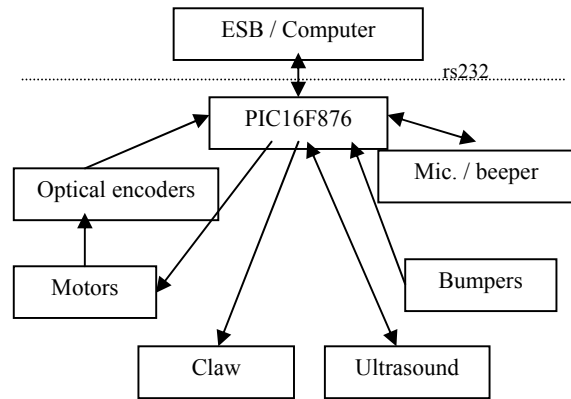 ESB / Computer
rs232
PIC16F876
Mic. / beeper
Optical encoders
Motors
Bumpers
Claw
Ultrasound